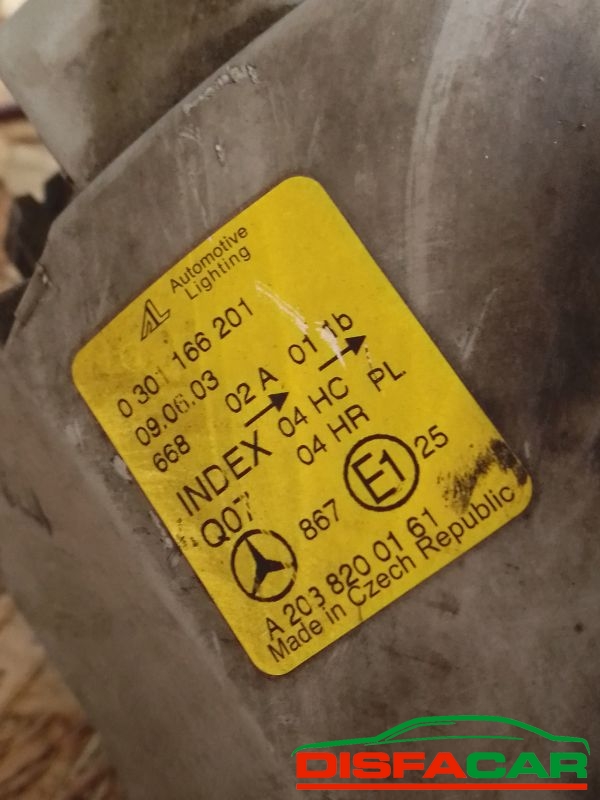 Automotive
Lighting
0 301 166 201
09.06.03
668
02 A 01 1b
INDEX 04 HC PL
04 HR
Q07
867 E1 25
A 203 820 01 61
Made in Czech Republic
DISFACAR